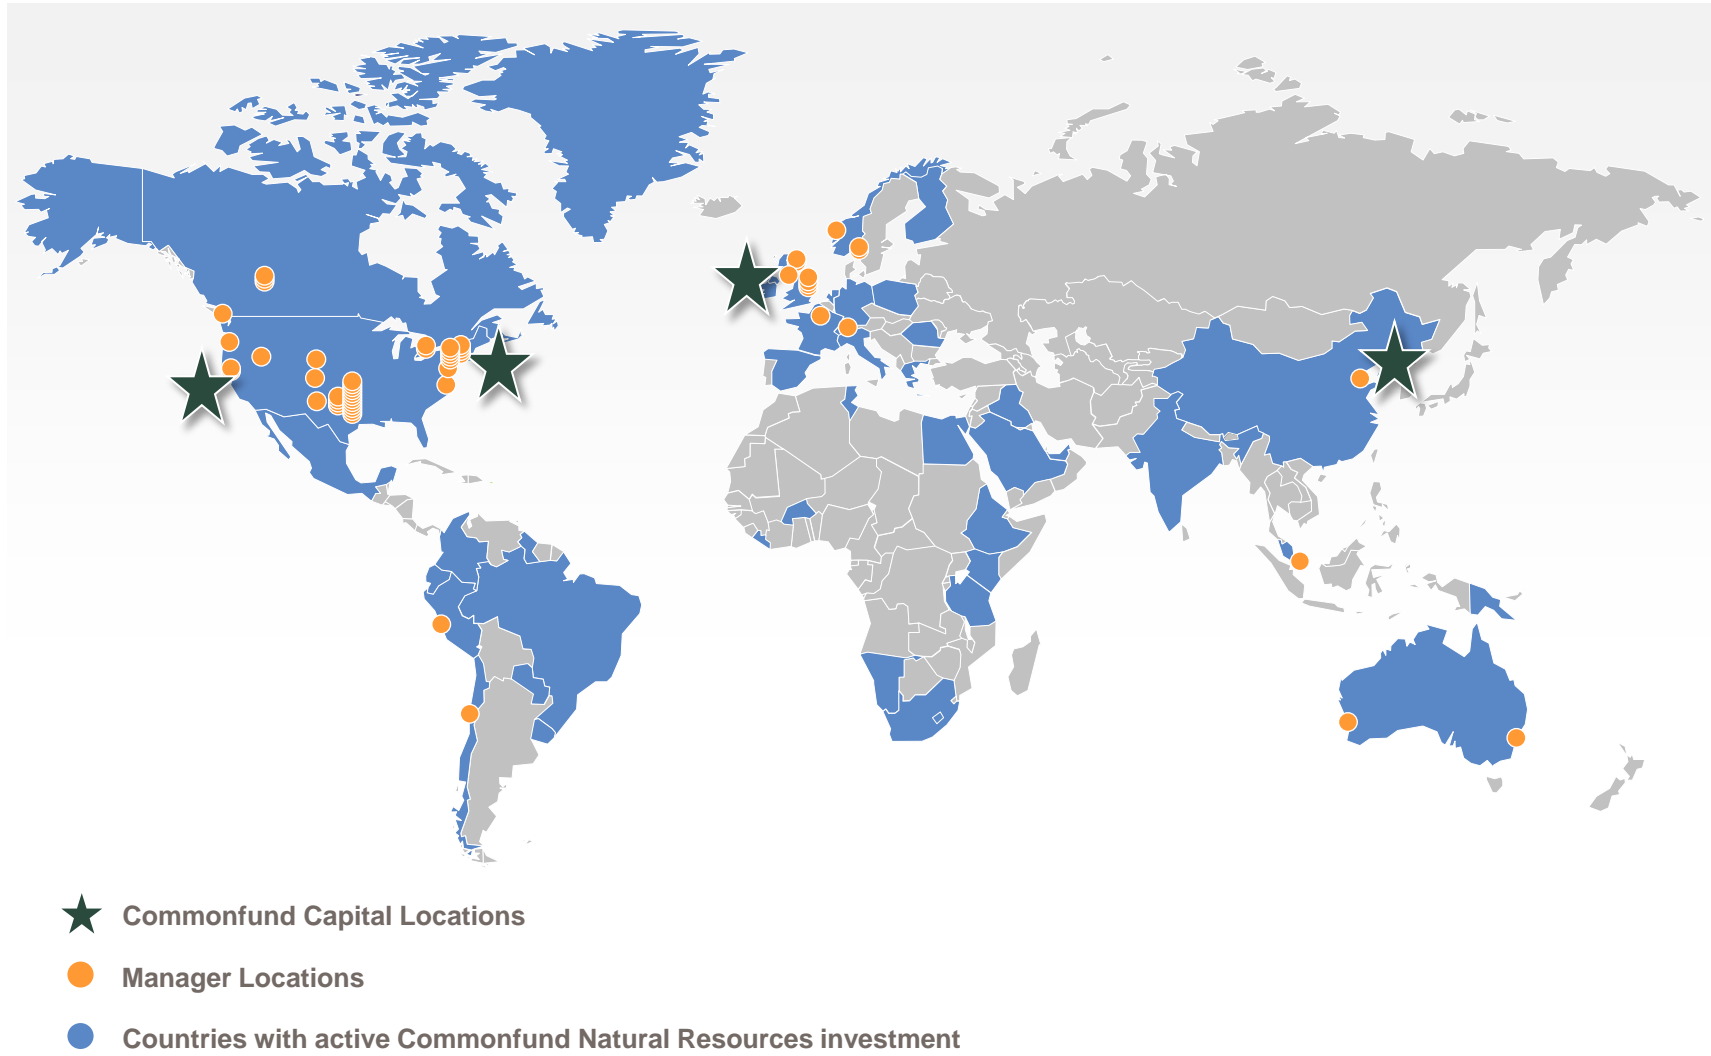 Commonfund Capital Locations
Manager Locations
Countries with active Commonfund Natural Resources investment